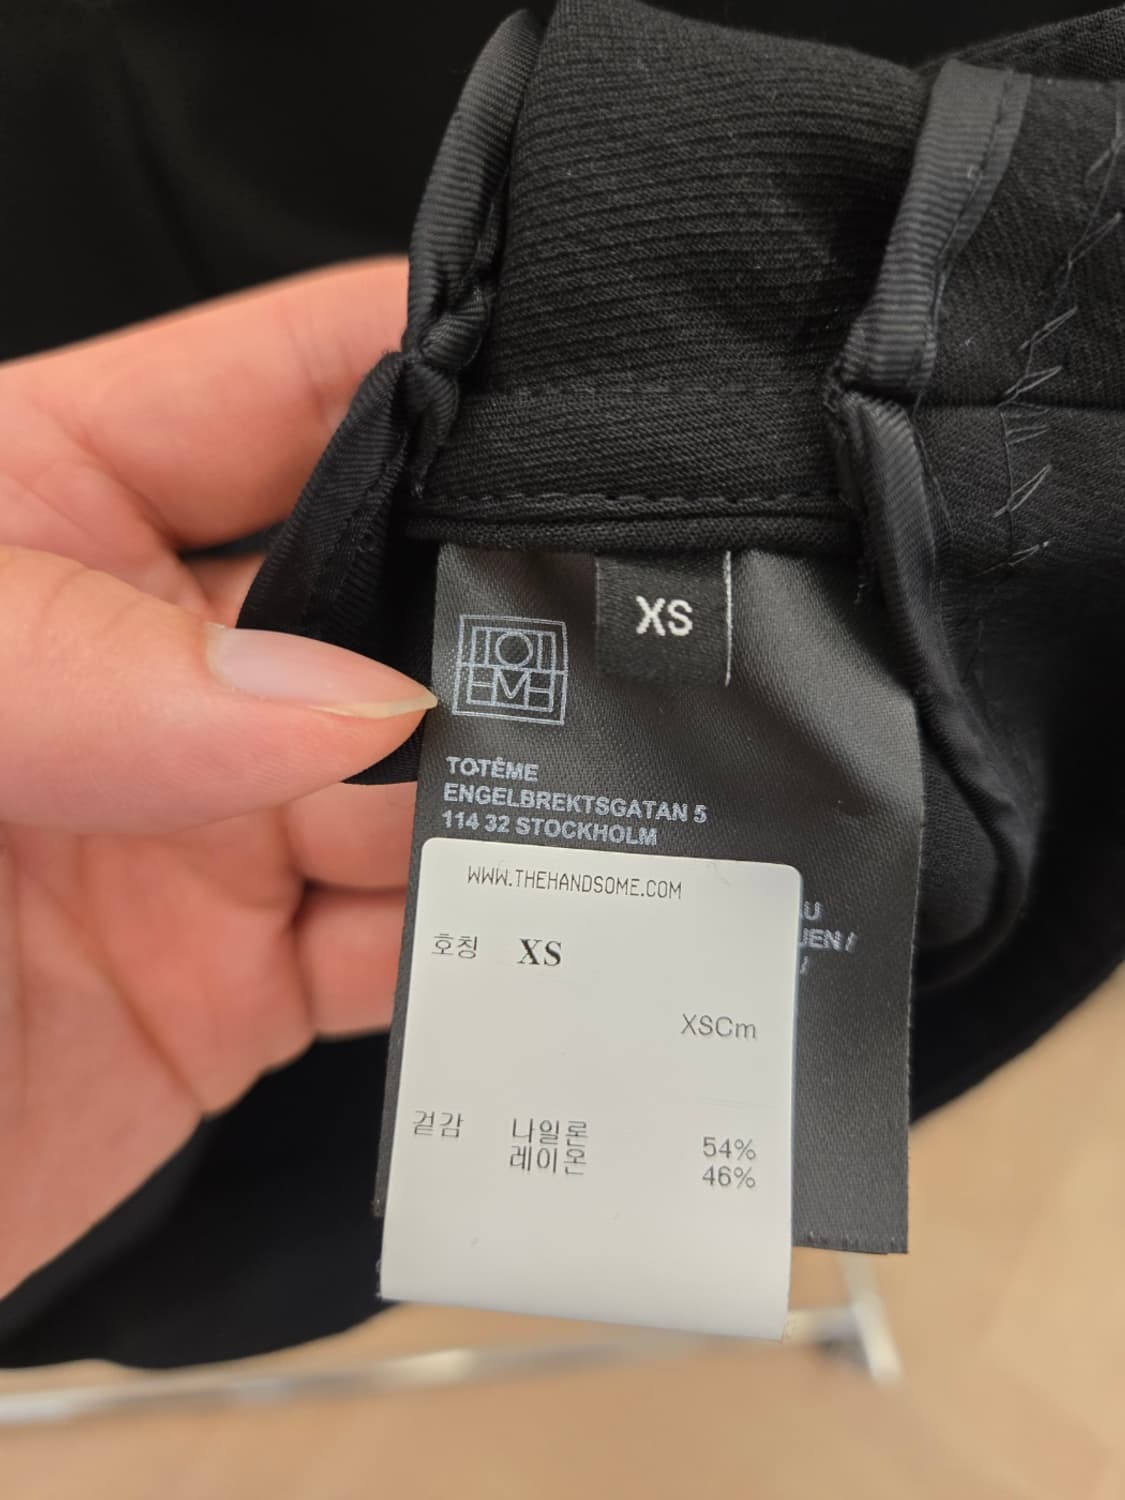 XS
TOTEME
TOTÊME
ENGELBREKTSGATAN 5
114 32 STOCKHOLM
WWW.THEHANDSOME.COM
호칭 XS
XSCm
겉감 나일론 54%
레이온 46%